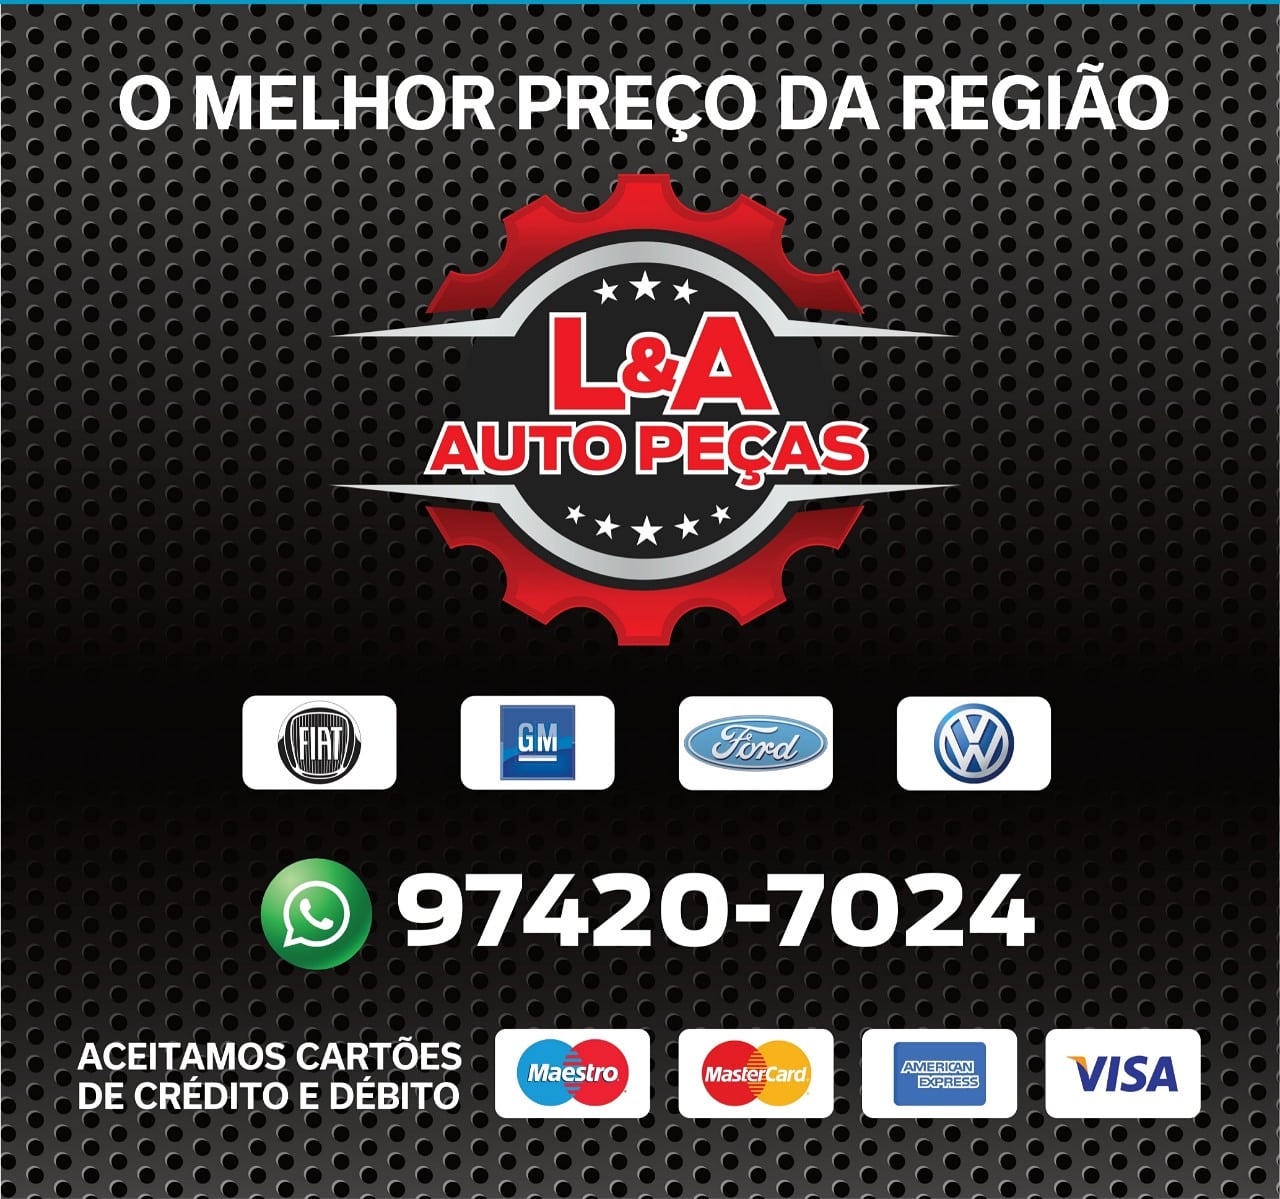 O MELHOR PREÇO DA REGIÃO
L&A
AUTO PEÇAS
FIAT
GM
Ford
VW
97420-7024
ACEITAMOS CARTÕES
DE CRÉDITO E DÉBITO
Maestro
MasterCard
AMERICAN
EXPRESS
VISA